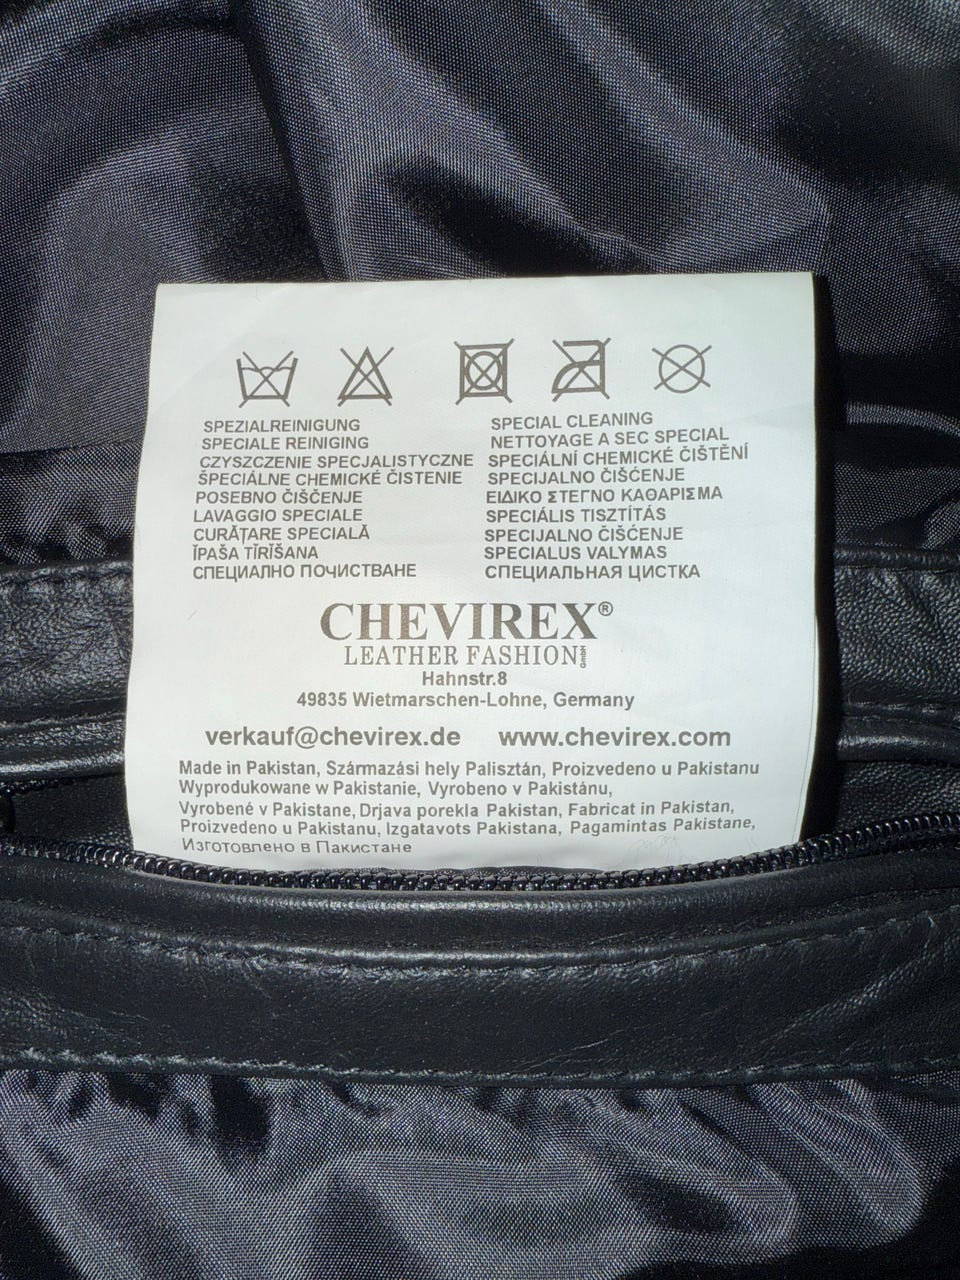 SPEZIALREINIGUNG
SPECIALE REINIGING
CZYSZCZENIE SPECJALISTYCZNE
ŠPECIÁLNE CHEMICKÉ ČISTENIE
POSEBNO ČIŠČENJE
LAVAGGIO SPECIALE
CURĂŢARE SPECIALĂ
ĪPAŠA TĪRĪŠANA
СПЕЦИАЛНО ПОЧИСТВАНЕ
SPECIAL CLEANING
NETTOYAGE A SEC SPECIAL
SPECIÁLNÍ CHEMICKÉ ČIŠTĚNÍ
SPECIJALNO ČIŠĆENJE
ΕΙΔΙΚΟ ΣΤΕΓΝΟ ΚΑΘΑΡΙΣΜΑ
SPECIÁLIS TISZTÍTÁS
SPECIJALNO ČIŠĆENJE
SPECIALUS VALYMAS
СПЕЦИАЛЬНАЯ ЦИСТКА
CHEVIREX®
LEATHER FASHION GmbH
Hahnstr.8
49835 Wietmarschen-Lohne, Germany
verkauf@chevirex.de www.chevirex.com
Made in Pakistan, Származási hely Palisztán, Proizvedeno u Pakistanu
Wyprodukowane w Pakistanie, Vyrobeno v Pakistánu,
Vyrobené v Pakistane, Drjava porekla Pakistan, Fabricat in Pakistan,
Proizvedeno u Pakistanu, Izgatavots Pakistana, Pagamintas Pakistane,
Изготовлено в Пакистане